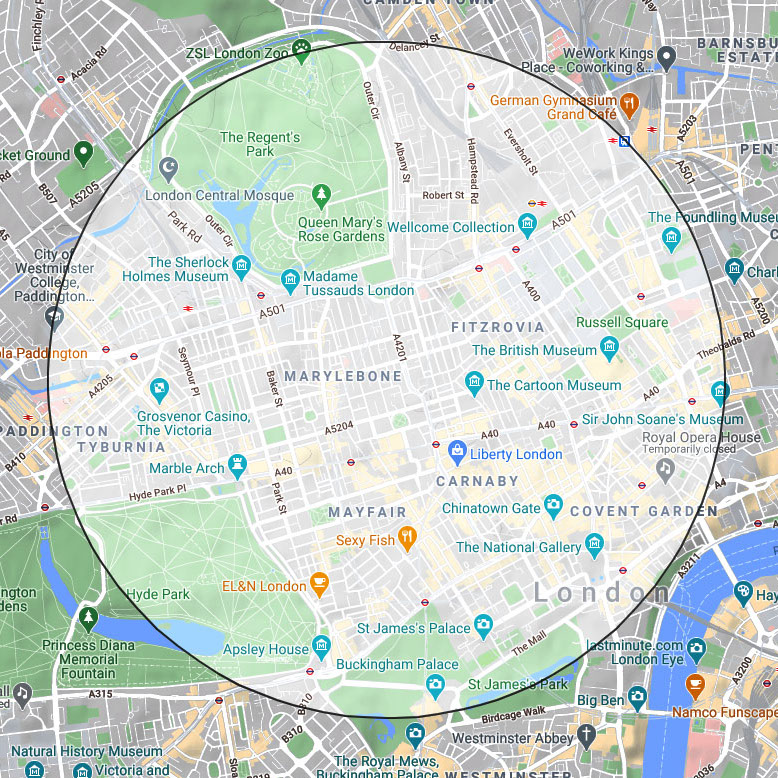 CAMDEN TOWN
Finchley Rd
Acacia Rd
ZSL London Zoo
Delancey St
WeWork Kings
Place - Coworking &...
BARNSBU
ESTATE
German Gymnasium
Grand Café
A5203
Outer Cir
Eversholt St
The Regent's
Park
Albany St
Hampstead Rd
PENT
cket Ground
A5205
B507
Rd
A501
London Central Mosque
Robert St
Park Rd
Outer Cir
Queen Mary's
Rose Gardens
Wellcome Collection
A501
The Foundling Museu
City of
Westminster
College,
Paddington...
The Sherlock
Holmes Museum
Madame
Tussauds London
A400
Charl
A5200
A501
FITZROVIA
Russell Square
Theobalds Rd
The British Museum
ola Paddington
Seymour Pl
A4201
MARYLEBONE
Baker St
The Cartoon Museum
A4205
A40
Grosvenor Casino,
The Victoria
Sir John Soane's Museum
A5204
A40
A40
PADDINGTON
TYBURNIA
B410
Royal Opera House
Temporarily closed
Liberty London
Marble Arch
A40
CARNABY
Hyde Park Pl
Park St
A4
MAYFAIR
Chinatown Gate
COVENT GARDEN
r Rd
Sexy Fish
The National Gallery
A3211
EL&N London
London
Hyde Park
ngton
dens
Hay
Princess Diana
Memorial
Fountain
St James's Palace
The Mall
Apsley House
lastminute.com
London Eye
Buckingham Palace
A3200
St James's Park
all
A315
B310
Big Ben
Namco Funscape
Birdcage Walk
B310
Westminster Abbey
Natural History Museum
Victoria and
Sloa
The Royal Mews,
Buckingham Palace
WESTMINSTER
A3036